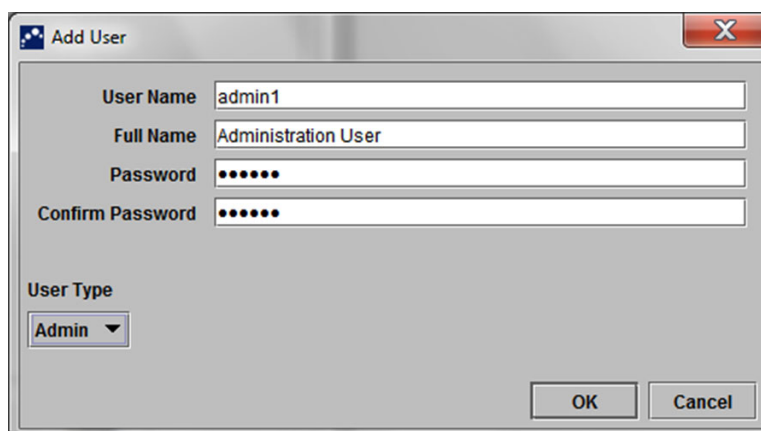 Add User
User Name admin1
Full Name Administration User
Password ••••••
Confirm Password ••••••
User Type
Admin
OK Cancel